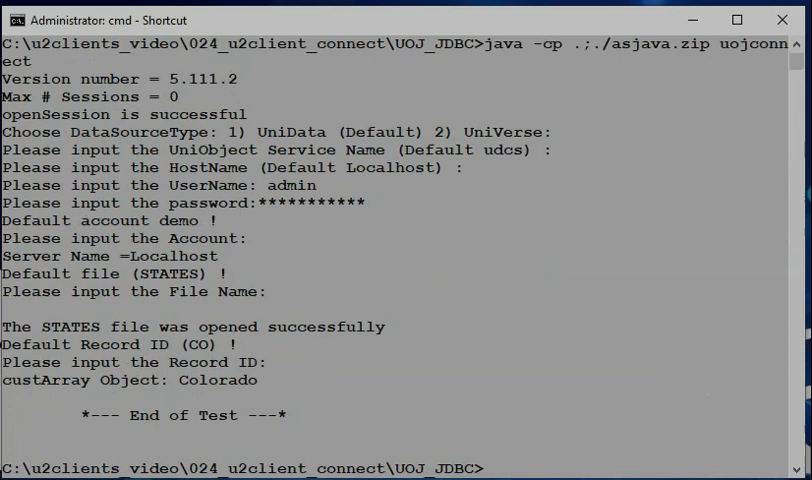 Administrator: cmd - Shortcut
C:\u2clients_video\024_u2client_connect\UOJ_JDBC>java -cp .;./asjava.zip uojconn
ect
Version number = 5.111.2
Max # Sessions = 0
openSession is successful
Choose DataSourceType: 1) UniData (Default) 2) UniVerse:
Please input the UniObject Service Name (Default udcs) :
Please input the HostName (Default Localhost) :
Please input the UserName: admin
Please input the password:***********
Default account demo !
Please input the Account:
Server Name =Localhost
Default file (STATES) !
Please input the File Name:
The STATES file was opened successfully
Default Record ID (CO) !
Please input the Record ID:
custArray Object: Colorado
*--- End of Test ---*
C:\u2clients_video\024_u2client_connect\UOJ_JDBC>